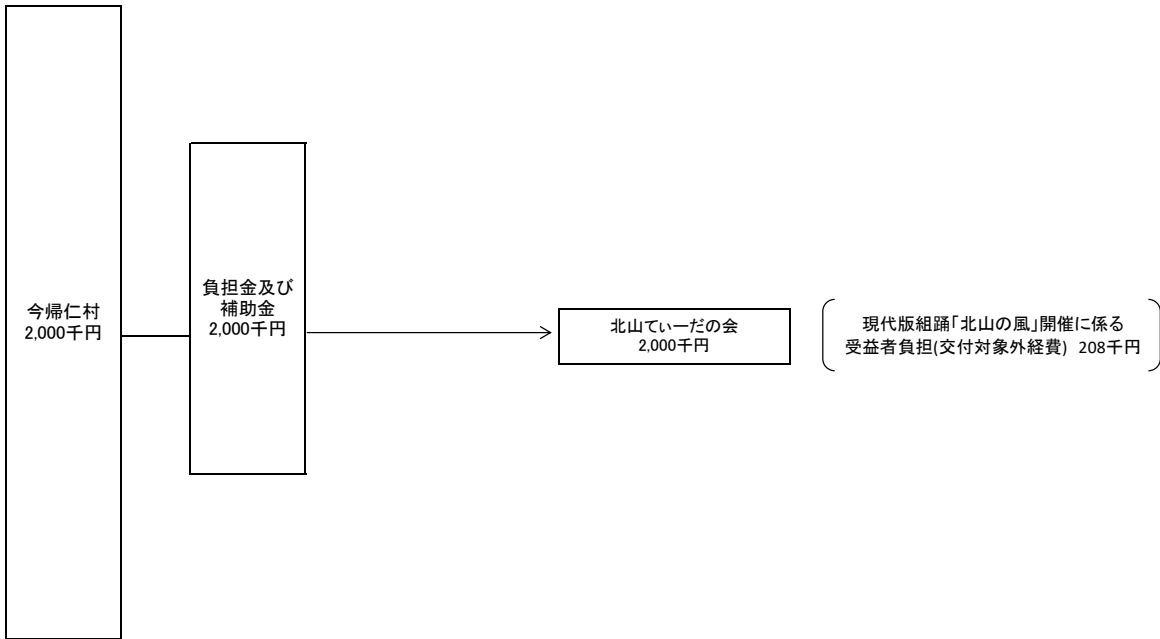 今帰仁村
2,000千円
負担金及び
補助金
2,000千円
北山てぃーだの会
2,000千円
現代版組踊「北山の風」開催に係る
受益者負担(交付対象外経費) 208千円